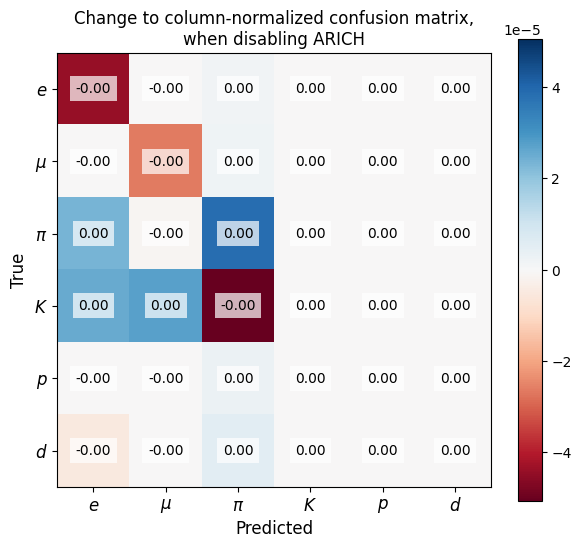 Change to column-normalized confusion matrix,
when disabling ARICH
1e−5
e -0.00 -0.00 0.00 0.00 0.00 0.00
μ -0.00 -0.00 0.00 0.00 0.00 0.00
π 0.00 -0.00 0.00 0.00 0.00 0.00
K 0.00 0.00 -0.00 0.00 0.00 0.00
p -0.00 -0.00 0.00 0.00 0.00 0.00
d -0.00 -0.00 0.00 0.00 0.00 0.00
e μ π K p d
Predicted
True
4
2
0
−2
−4